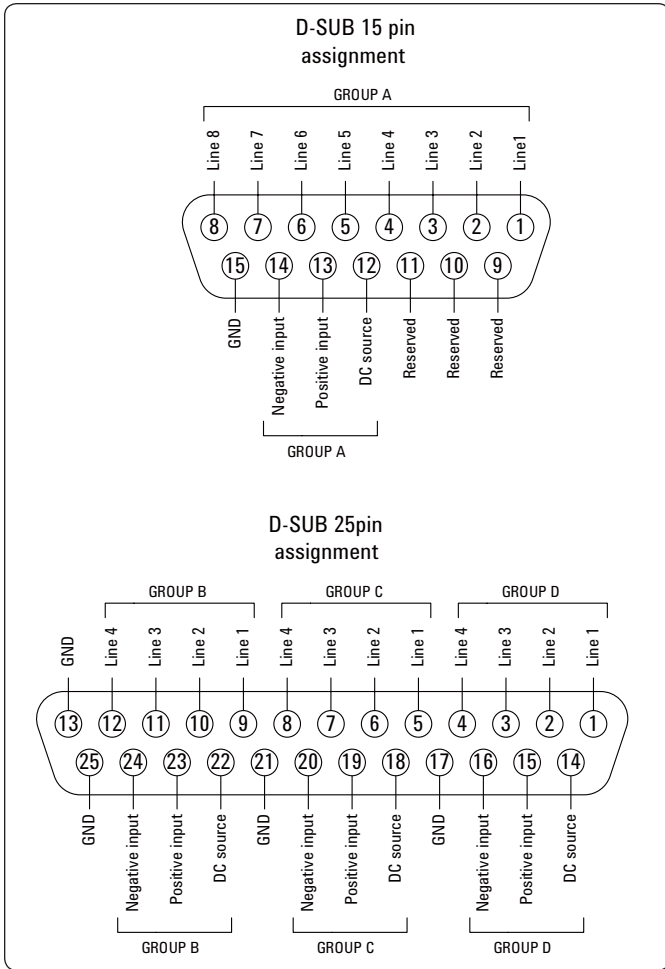 D-SUB 15 pin
assignment
GROUP A
Line 8
Line 7
Line 6
Line 5
Line 4
Line 3
Line 2
Line1
8
7
6
5
4
3
2
1
15
14
13
12
11
10
9
GND
Negative input
Positive input
DC source
Reserved
Reserved
Reserved
GROUP A
D-SUB 25pin
assignment
GROUP B
GROUP C
GROUP D
GND
Line 4
Line 3
Line 2
Line 1
Line 4
Line 3
Line 2
Line 1
Line 4
Line 3
Line 2
Line 1
13
12
11
10
9
8
7
6
5
4
3
2
1
25
24
23
22
21
20
19
18
17
16
15
14
GND
Negative input
Positive input
DC source
GND
Negative input
Positive input
DC source
GND
Negative input
Positive input
DC source
GROUP B
GROUP C
GROUP D